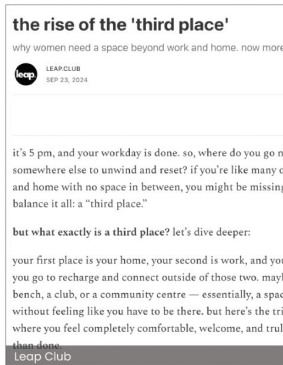 the rise of the 'third place'
why women need a space beyond work and home. now more
leap.
LEAP.CLUB
SEP 23, 2024
it's 5 pm, and your workday is done. so, where do you go n
somewhere else to unwind and reset? if you're like many o
and home with no space in between, you might be missing
balance it all: a “third place.”
but what exactly is a third place? let's dive deeper:
your first place is your home, your second is work, and you
you go to recharge and connect outside of those two. mayb
bench, a club, or a community centre — essentially, a spac
without feeling like you have to be there. but here's the tri
where you feel completely comfortable, welcome, and trul
than done.
Leap Club